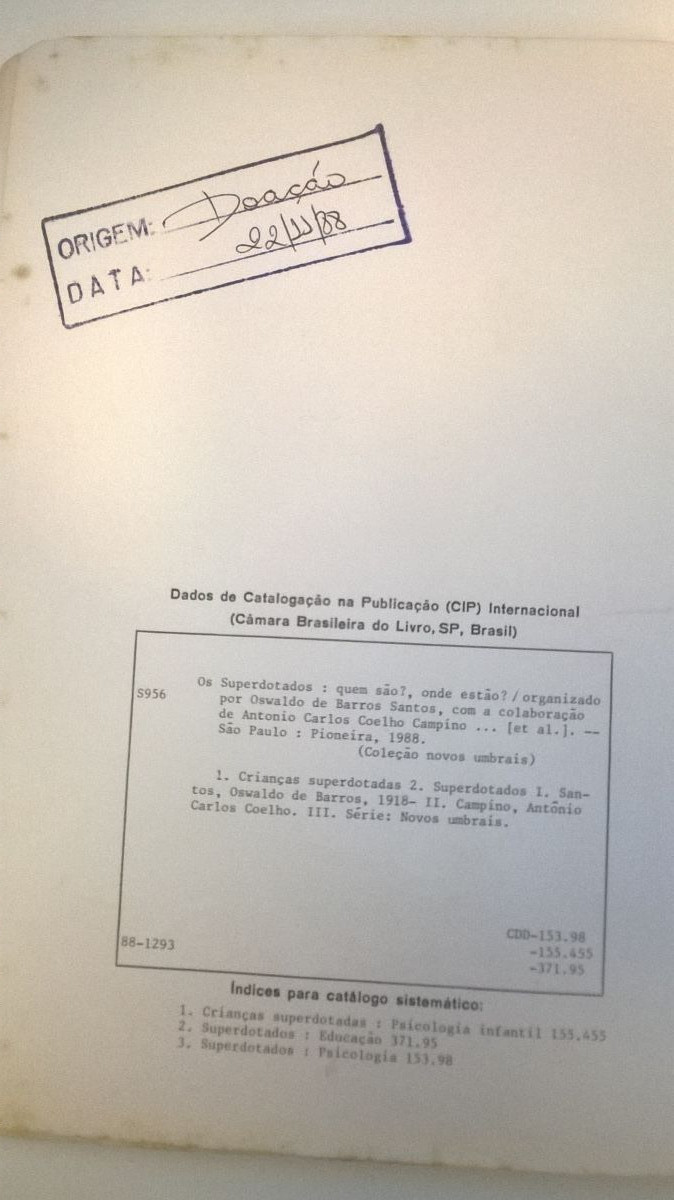 ORIGEM: Doação
DATA: 22/11/88
Dados de Catalogação na Publicação (CIP) Internacional
(Câmara Brasileira do Livro, SP, Brasil)
Os Superdotados : quem são?, onde estão? / organizado
S956
por Oswaldo de Barros Santos, com a colaboração
de Antonio Carlos Coelho Campino ... [et al.]. --
São Paulo : Pioneira, 1988.
(Coleção novos umbrais)
1. Crianças superdotadas 2. Superdotados I. San-
tos, Oswaldo de Barros, 1918- II. Campino, Antônio
Carlos Coelho. III. Série: Novos umbrais.
CDD-153.98
88-1293
-155.455
-371.95
Índices para catálogo sistemático:
1. Crianças superdotadas : Psicologia infantil 155.455
2. Superdotados : Educação 371.95
3. Superdotados : Psicologia 153.98